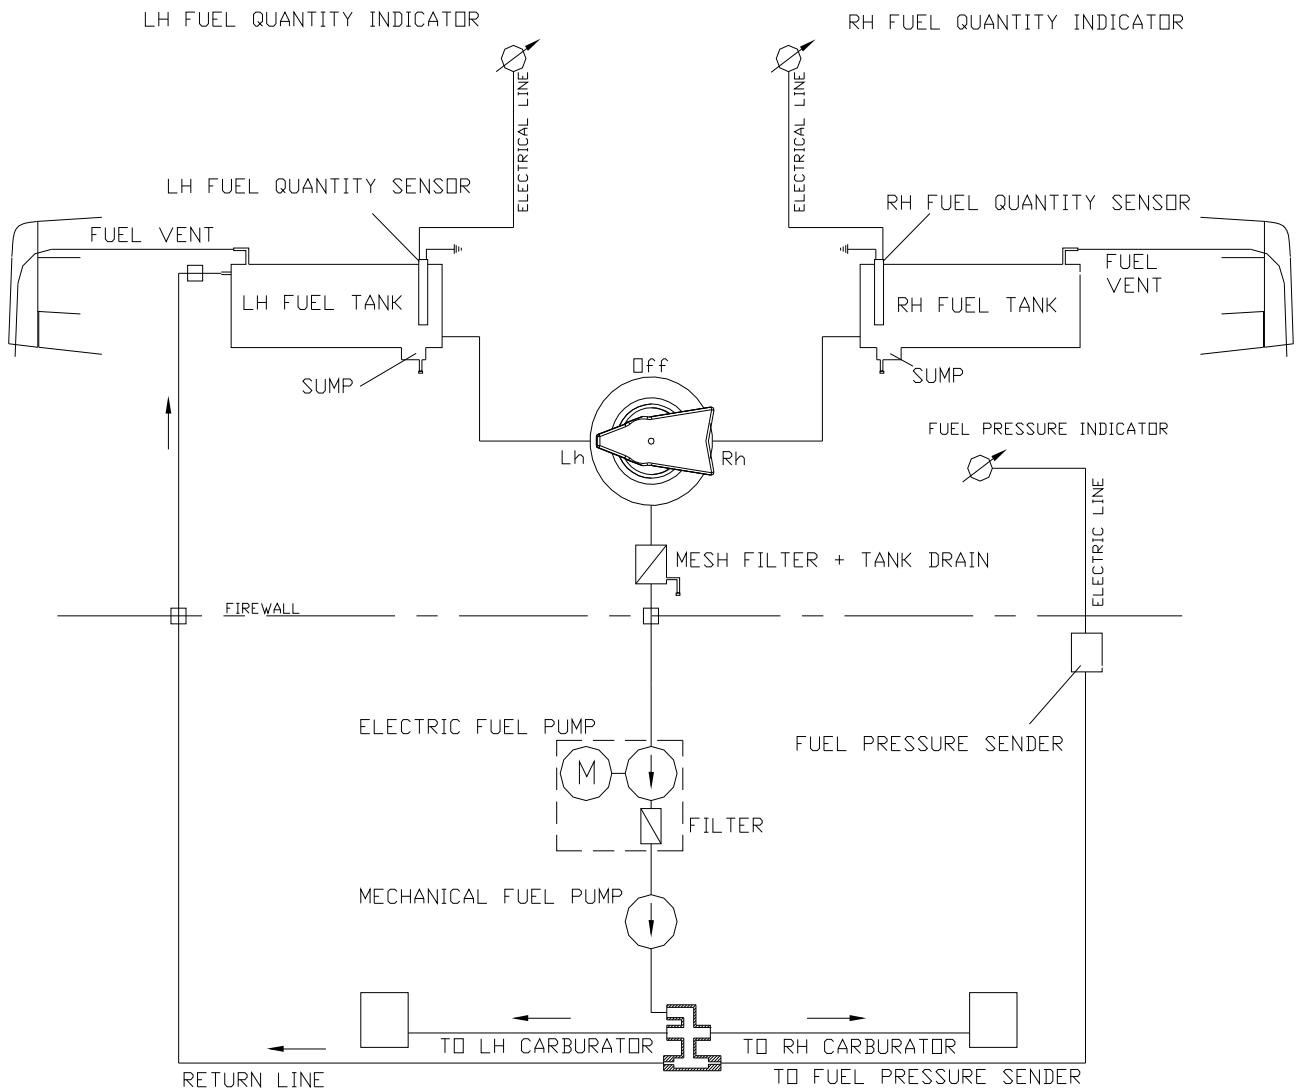 LH FUEL QUANTITY INDICATOR
RH FUEL QUANTITY INDICATOR
ELECTRICAL LINE
ELECTRICAL LINE
LH FUEL QUANTITY SENSOR
RH FUEL QUANTITY SENSOR
FUEL VENT
FUEL
VENT
LH FUEL TANK
RH FUEL TANK
SUMP
SUMP
Off
Lh
Rh
FUEL PRESSURE INDICATOR
ELECTRIC LINE
MESH FILTER + TANK DRAIN
FIREWALL
ELECTRIC FUEL PUMP
FUEL PRESSURE SENDER
M
FILTER
MECHANICAL FUEL PUMP
TO LH CARBURATOR
TO RH CARBURATOR
RETURN LINE
TO FUEL PRESSURE SENDER